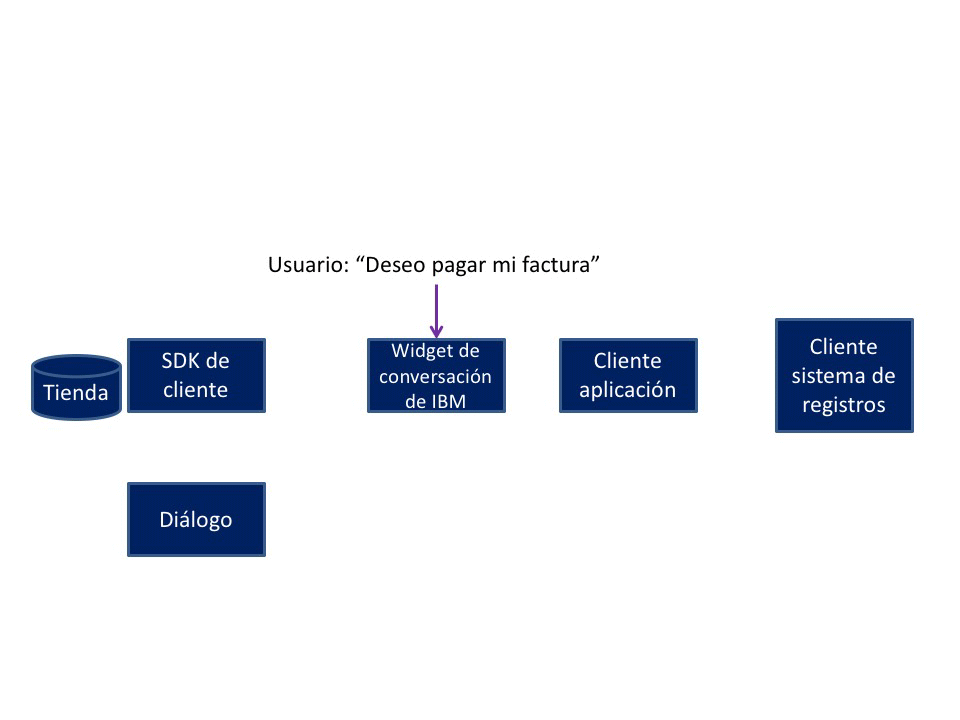 Usuario: “Deseo pagar mi factura”
Tienda
SDK de
cliente
Widget de
conversación
de IBM
Cliente
aplicación
Cliente
sistema de
registros
Diálogo